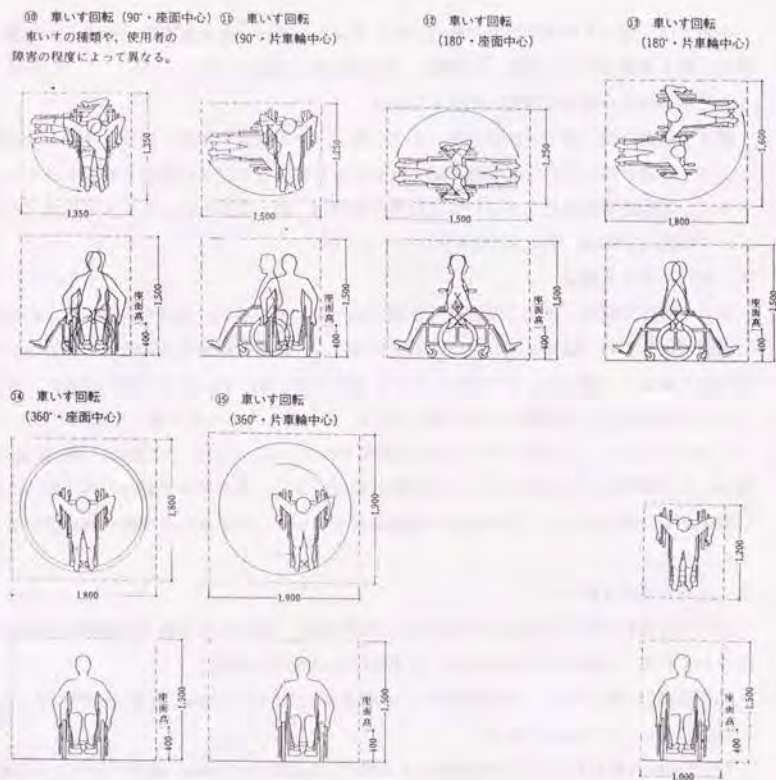 ⑩ 車いす回転 (90°・座面中心)
車いすの種類や、使用者の
障害の程度によって異なる。
⑪ 車いす回転
(90°・片車輪中心)
⑫ 車いす回転
(180°・座面中心)
⑬ 車いす回転
(180°・片車輪中心)
1,350
1,350
1,500
1,250
1,500
1,600
1,800
座面高
400
1,500
座面高
400
1,500
座面高
400
1,500
座面高
400
1,500
⑭ 車いす回転
(360°・座面中心)
⑮ 車いす回転
(360°・片車輪中心)
1,800
1,800
1,900
1,900
1,200
座面高
400
1,500
座面高
400
1,500
座面高
400
1,500
900